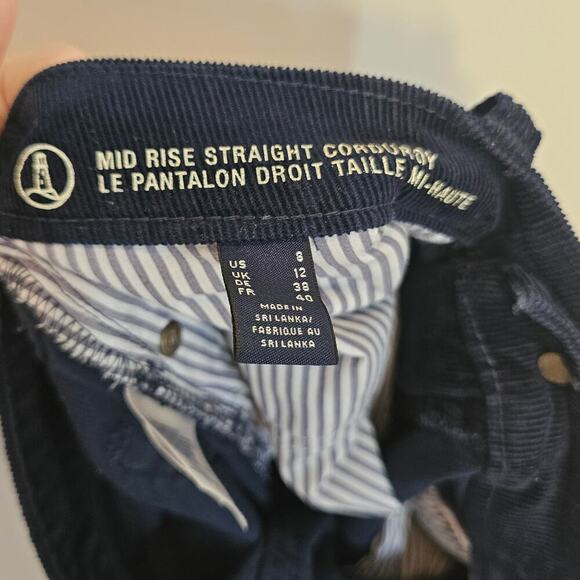 MID RISE STRAIGHT CORDUROY
LE PANTALON DROIT TAILLE MI-HAUTE
US 8
UK 12
DE 38
FR 40
MADE IN
SRI LANKA/
FABRIQUE AU
SRI LANKA